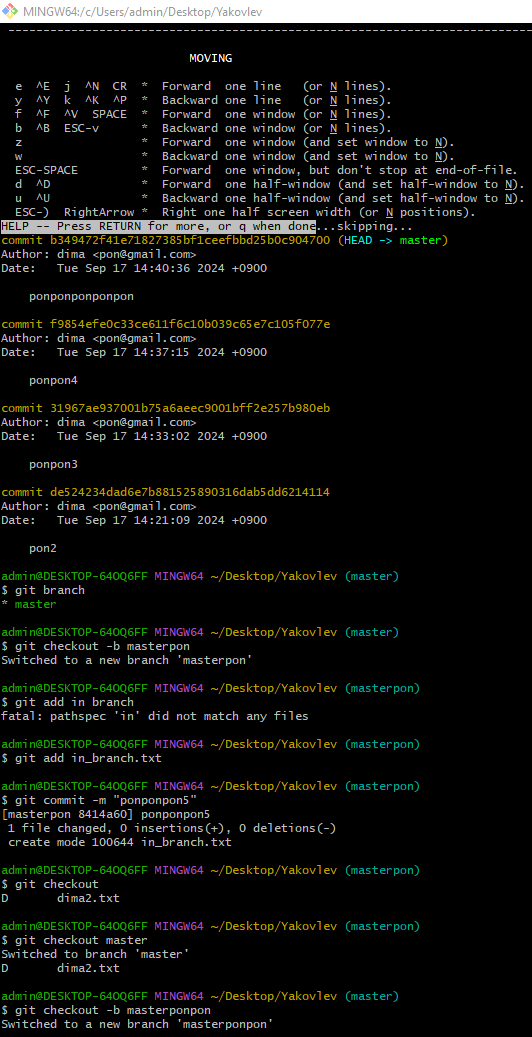 MINGW64:/c/Users/admin/Desktop/Yakovlev
---------------------------------------------------------------------------
MOVING
e ^E j ^N CR * Forward one line (or N lines).
y ^Y k ^K ^P * Backward one line (or N lines).
f ^F ^V SPACE * Forward one window (or N lines).
b ^B ESC-v * Backward one window (or N lines).
z * Forward one window (and set window to N).
w * Backward one window (and set window to N).
ESC-SPACE * Forward one window, but don't stop at end-of-file.
d ^D * Forward one half-window (and set half-window to N).
u ^U * Backward one half-window (and set half-window to N).
ESC-) RightArrow * Right one half screen width (or N positions).
HELP -- Press RETURN for more, or q when done...skipping...
commit b349472f41e71827385bf1ceefbbd25b0c904700 (HEAD -> master)
Author: dima <pon@gmail.com>
Date: Tue Sep 17 14:40:36 2024 +0900
ponponponponpon
commit f9854efe0c33ce611f6c10b039c65e7c105f077e
Author: dima <pon@gmail.com>
Date: Tue Sep 17 14:37:15 2024 +0900
ponpon4
commit 31967ae937001b75a6aeec9001bff2e257b980eb
Author: dima <pon@gmail.com>
Date: Tue Sep 17 14:33:02 2024 +0900
ponpon3
commit de524234dad6e7b881525890316dab5dd6214114
Author: dima <pon@gmail.com>
Date: Tue Sep 17 14:21:09 2024 +0900
pon2
admin@DESKTOP-64OQ6FF MINGW64 ~/Desktop/Yakovlev (master)
$ git branch
* master
admin@DESKTOP-64OQ6FF MINGW64 ~/Desktop/Yakovlev (master)
$ git checkout -b masterpon
Switched to a new branch 'masterpon'
admin@DESKTOP-64OQ6FF MINGW64 ~/Desktop/Yakovlev (masterpon)
$ git add in branch
fatal: pathspec 'in' did not match any files
admin@DESKTOP-64OQ6FF MINGW64 ~/Desktop/Yakovlev (masterpon)
$ git add in_branch.txt
admin@DESKTOP-64OQ6FF MINGW64 ~/Desktop/Yakovlev (masterpon)
$ git commit -m "ponponpon5"
[masterpon 8414a60] ponponpon5
1 file changed, 0 insertions(+), 0 deletions(-)
create mode 100644 in_branch.txt
admin@DESKTOP-64OQ6FF MINGW64 ~/Desktop/Yakovlev (masterpon)
$ git checkout
D dima2.txt
admin@DESKTOP-64OQ6FF MINGW64 ~/Desktop/Yakovlev (masterpon)
$ git checkout master
Switched to branch 'master'
D dima2.txt
admin@DESKTOP-64OQ6FF MINGW64 ~/Desktop/Yakovlev (master)
$ git checkout -b masterponpon
Switched to a new branch 'masterponpon'